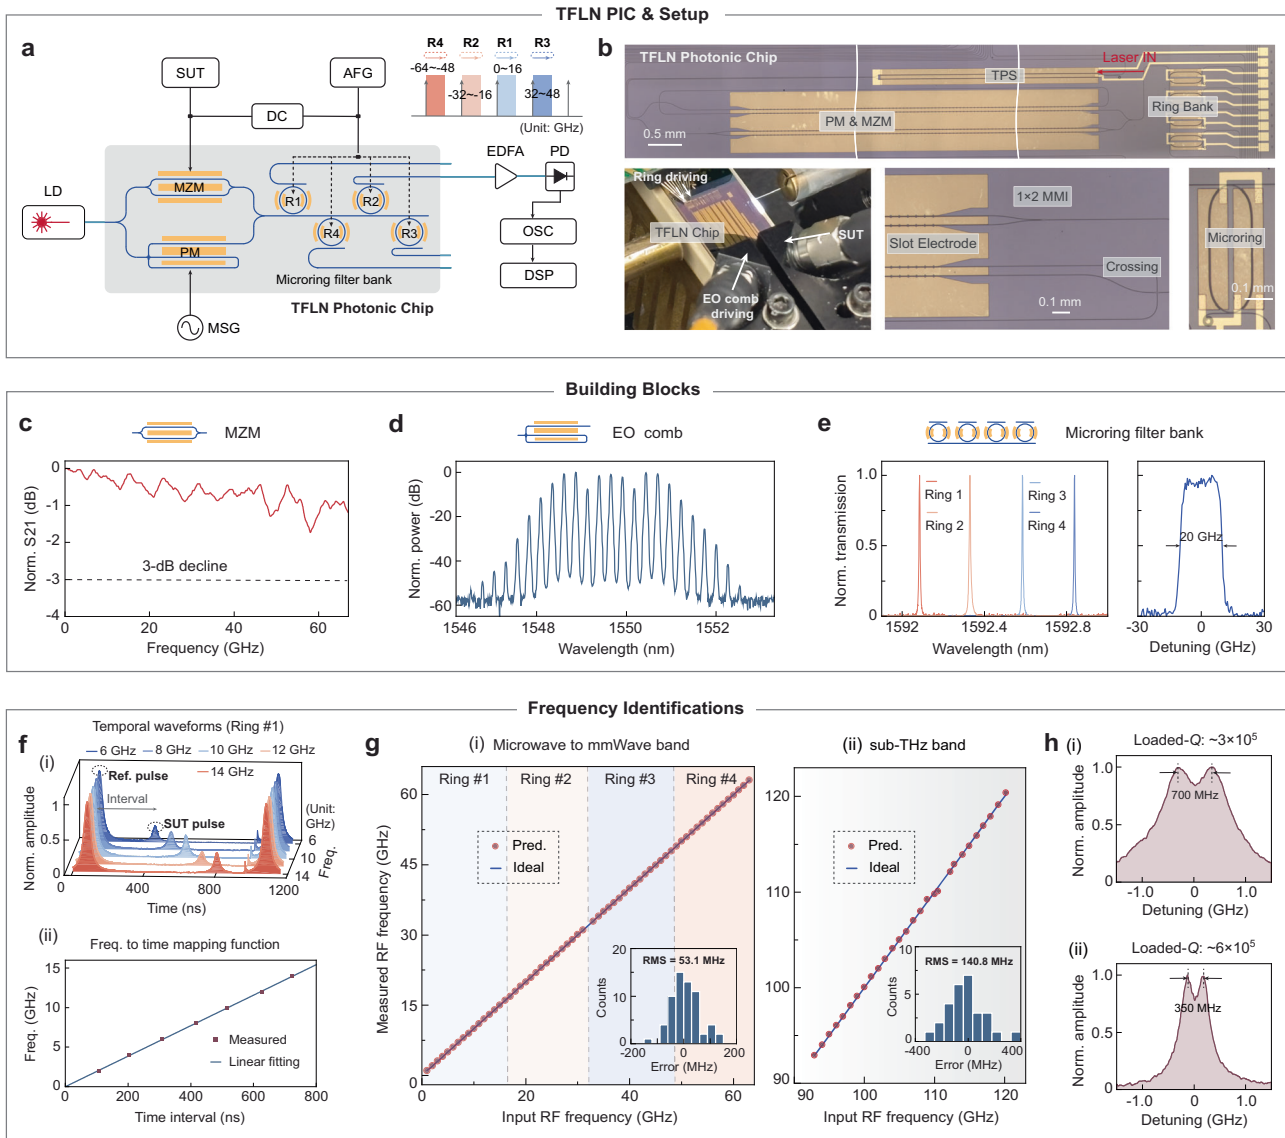 TFLN PIC & Setup
a
SUT
AFG
DC
LD
MZM
PM
MSG
R1
R2
R4
R3
Microring filter bank
TFLN Photonic Chip
EDFA
PD
OSC
DSP
R4 R2 R1 R3
-64~-48
0~16
-32~-16
32~48
(Unit: GHz)
b
TFLN Photonic Chip
Laser IN
TPS
PM & MZM
Ring Bank
0.5 mm
Ring driving
TFLN Chip
SUT
EO comb
driving
1×2 MMI
Slot Electrode
Crossing
0.1 mm
Microring
0.1 mm
Building Blocks
c
MZM
Norm. S21 (dB)
0
-1
-2
-3
-4
3-dB decline
0 20 40 60
Frequency (GHz)
d
EO comb
Norm. power (dB)
0
-20
-40
-60
1546 1548 1550 1552
Wavelength (nm)
e
Microring filter bank
Norm. transmission
1.0
0.5
0
Ring 1
Ring 2
Ring 3
Ring 4
1592 1592.4 1592.8
Wavelength (nm)
20 GHz
-30 0 30
Detuning (GHz)
Frequency Identifications
f
Temporal waveforms (Ring #1)
6 GHz 8 GHz 10 GHz 12 GHz
14 GHz
(i)
Ref. pulse
Interval
SUT pulse
(Unit:
GHz)
Norm. amplitude
1
0.5
0
0 400 800 1200
Time (ns)
6
10
14
Freq.
(ii)
Freq. to time mapping function
Freq. (GHz)
15
10
5
0
Measured
Linear fitting
0 200 400 600 800
Time interval (ns)
g
(i) Microwave to mmWave band
Ring #1 Ring #2 Ring #3 Ring #4
Measured RF frequency (GHz)
60
45
30
15
0
Pred.
Ideal
20
10
0
Counts
RMS = 53.1 MHz
-200 0 200
Error (MHz)
0 20 40 60
Input RF frequency (GHz)
(ii) sub-THz band
120
110
100
90
Pred.
Ideal
10
5
0
Counts
RMS = 140.8 MHz
-400 0 400
Error (MHz)
90 100 110 120
Input RF frequency (GHz)
h
(i)
Loaded-Q: ~3×10⁵
Norm. amplitude
1.0
0.5
700 MHz
-1.0 0 1.0
Detuning (GHz)
(ii)
Loaded-Q: ~6×10⁵
Norm. amplitude
1.0
0.5
0
350 MHz
-1.0 0 1.0
Detuning (GHz)